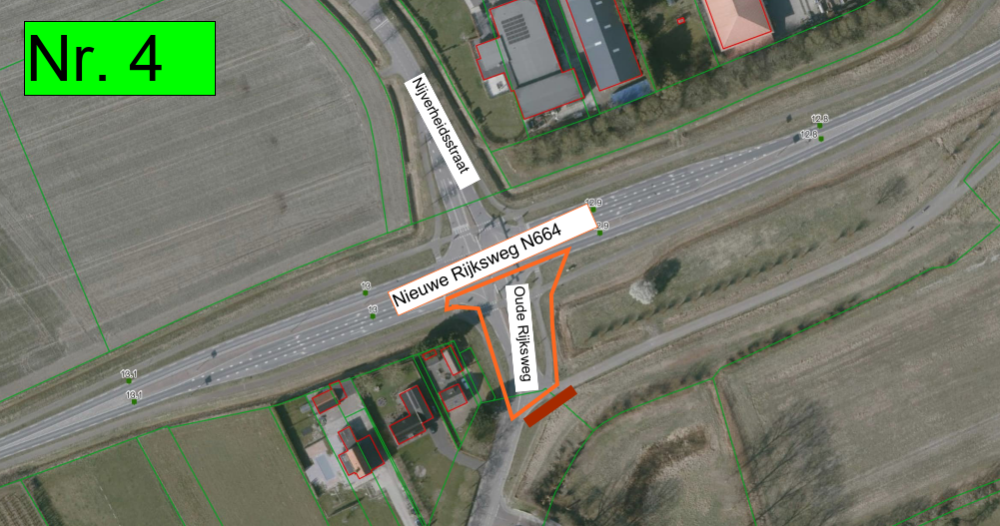 Nr. 4
Nijverheidsstraat
12.8
12.8
12.9
Nieuwe Rijksweg N664
2.9
13
13
Oude Rijksweg
13.1
13.1